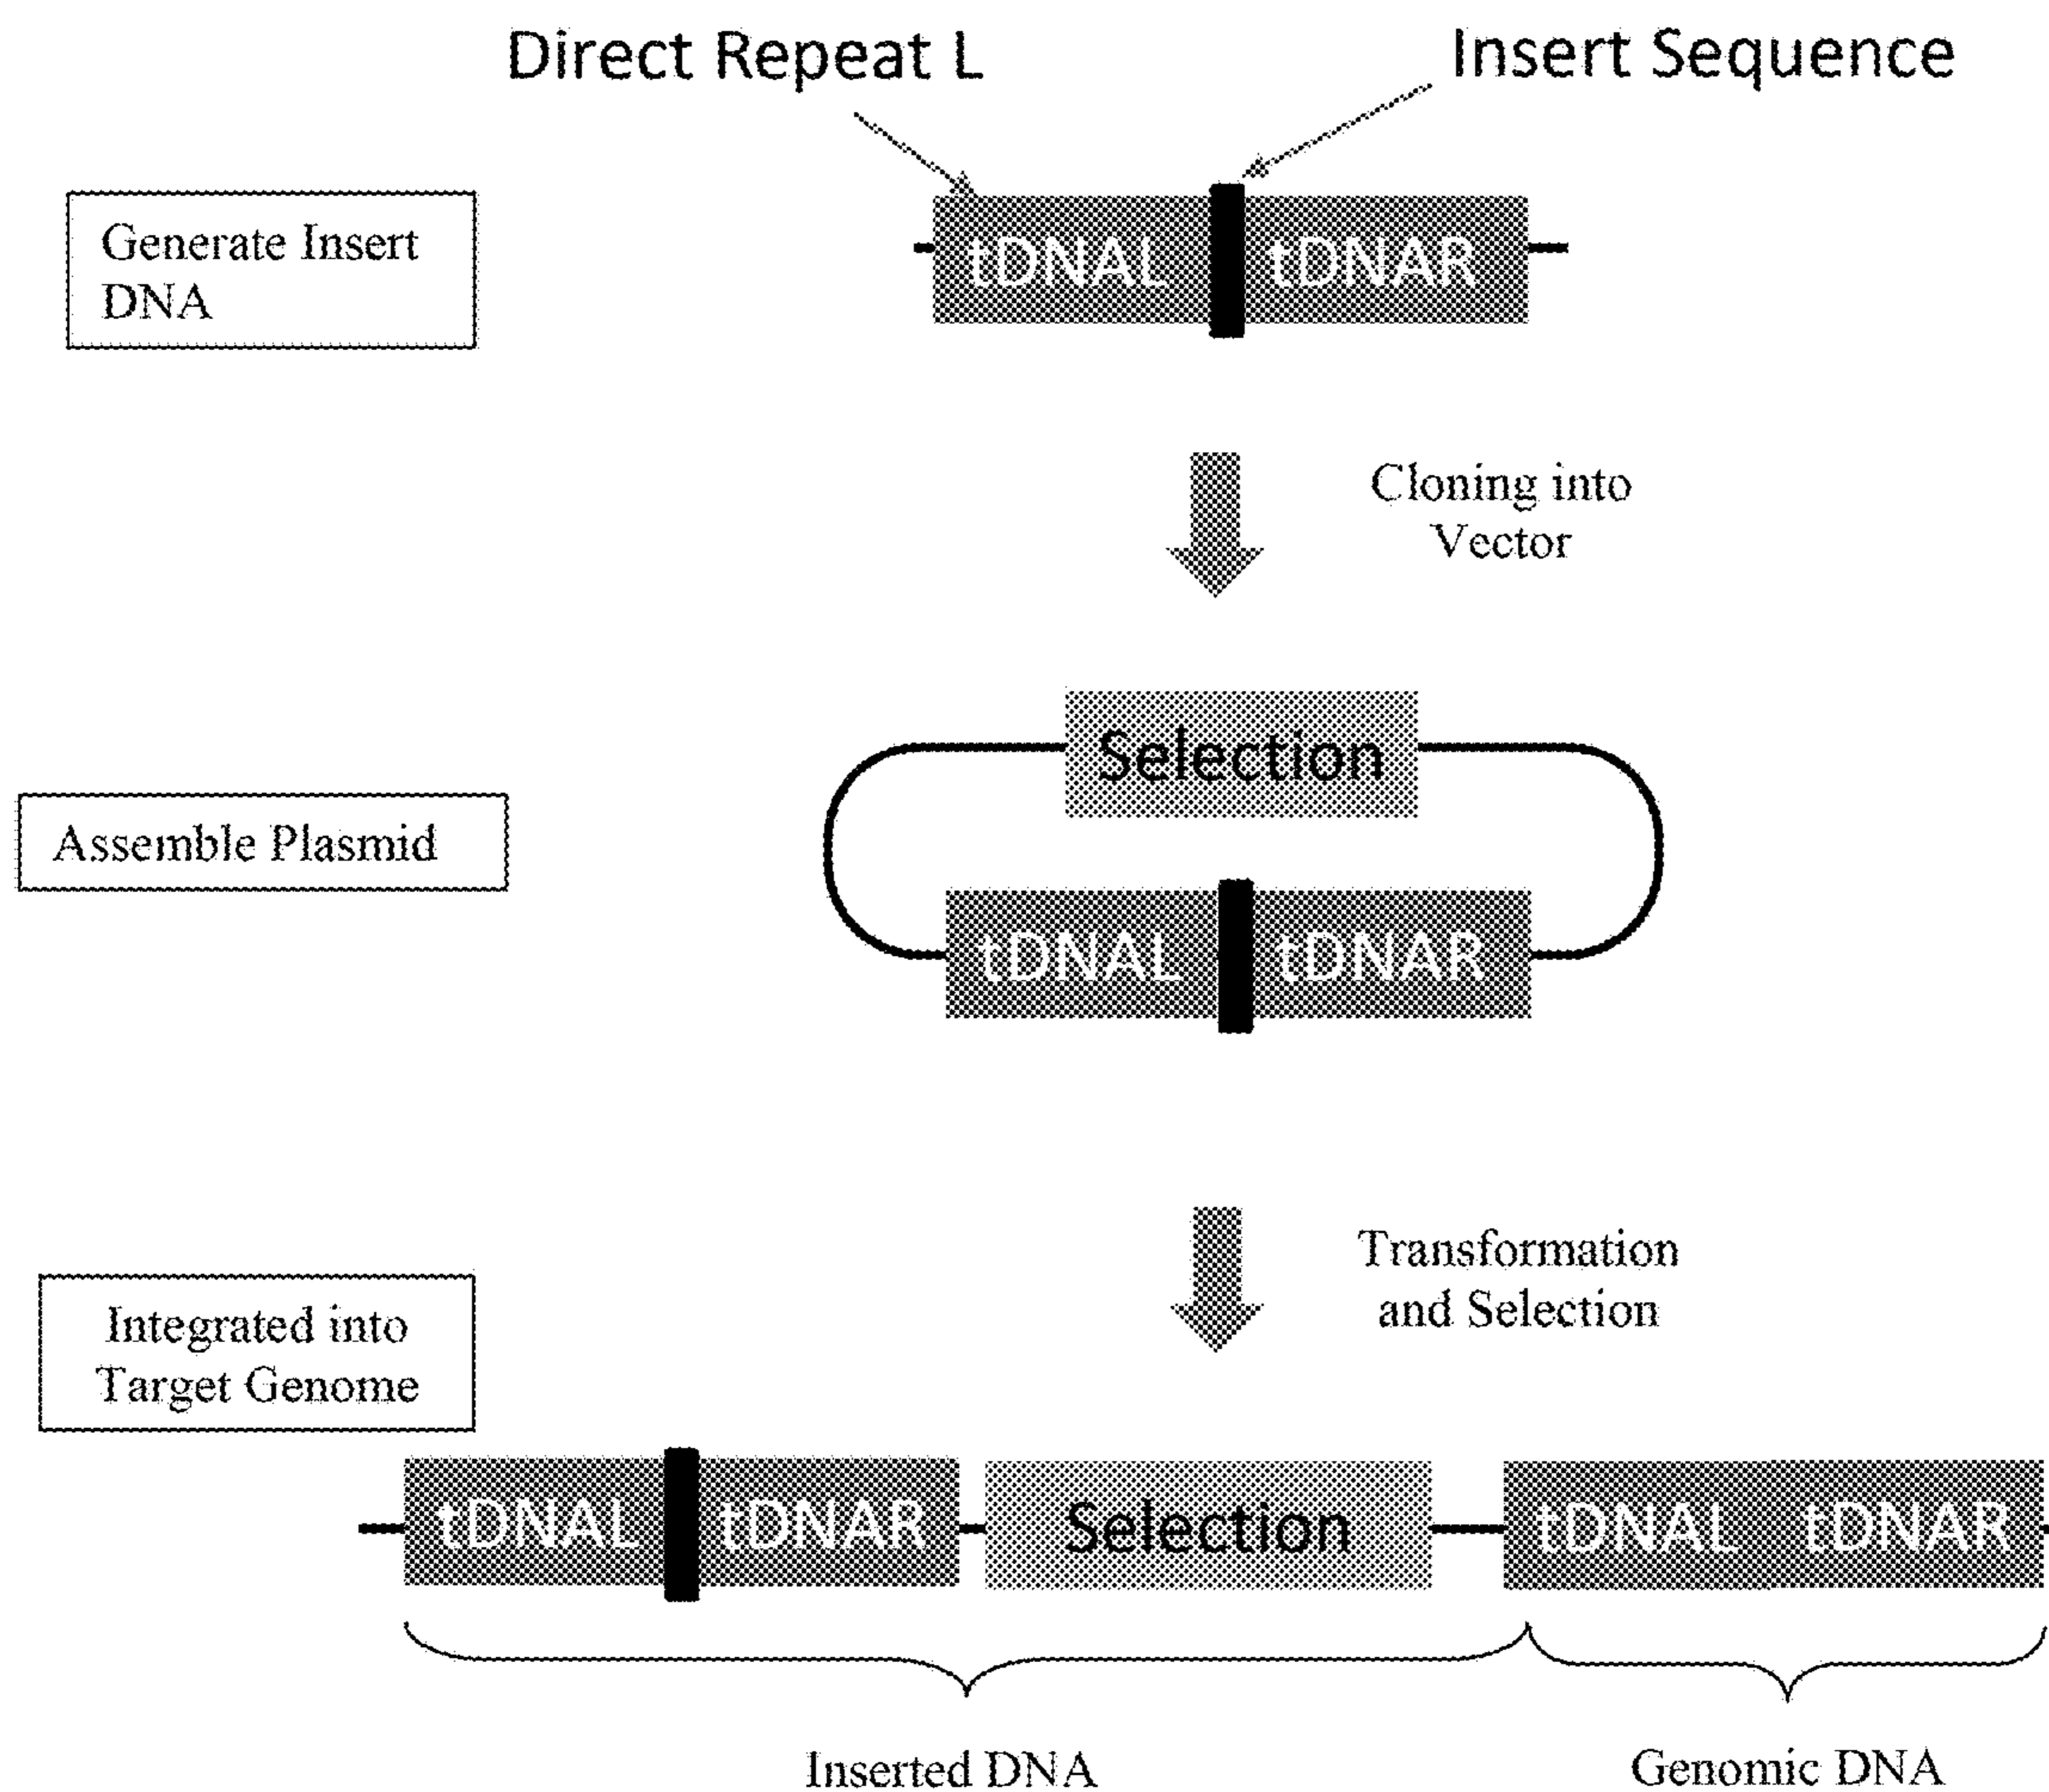 Direct Repeat L
Insert Sequence
Generate Insert
DNA
tDNAL
tDNAR
Cloning into
Vector
Selection
Assemble Plasmid
tDNAL
tDNAR
Transformation
and Selection
Integrated into
Target Genome
tDNAL
tDNAR
Selection
tDNAL
tDNAR
Inserted DNA
Genomic DNA